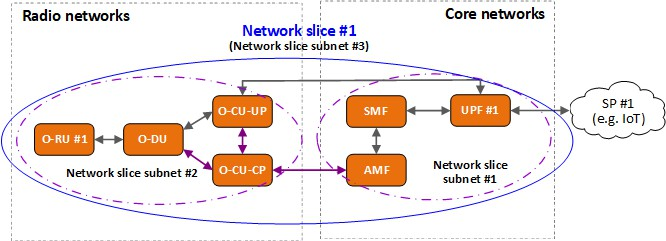 Radio networks
Core networks
Network slice #1
(Network slice subnet #3)
O-CU-UP
SMF
UPF #1
SP #1
(e.g. IoT)
O-RU #1
O-DU
O-CU-CP
AMF
Network slice subnet #2
Network slice
subnet #1